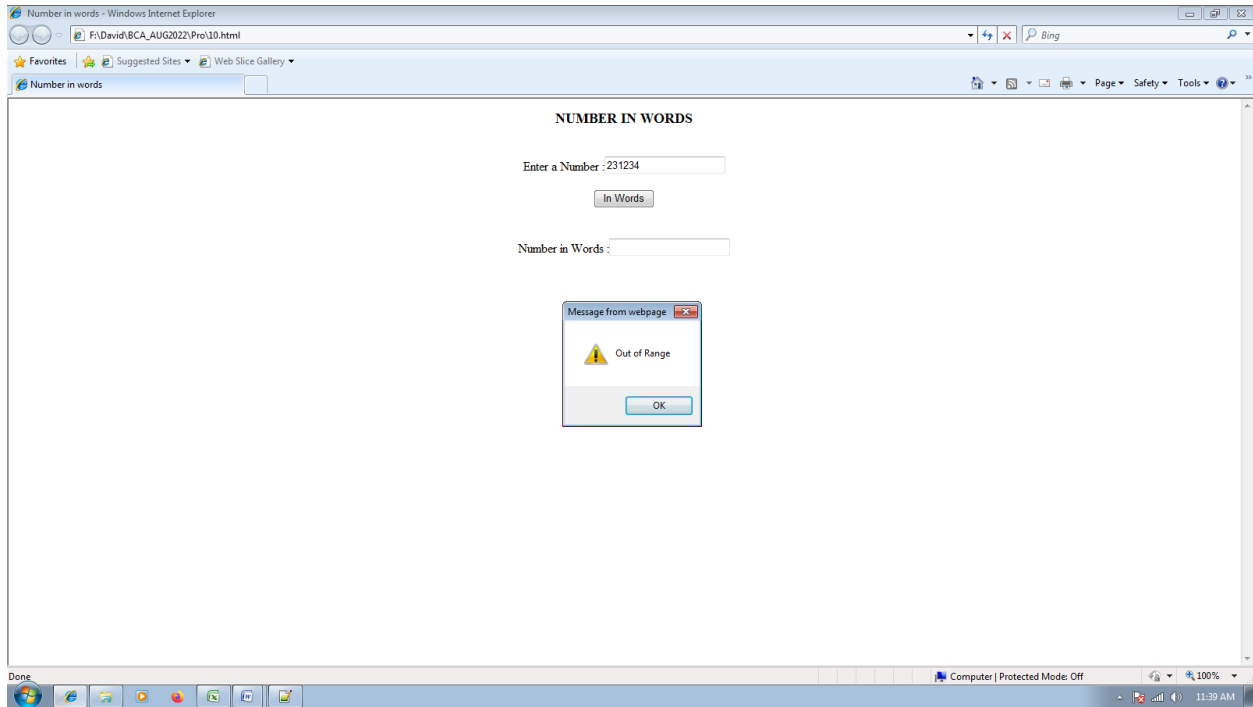 Number in words - Windows Internet Explorer
F:\David\BCA_AUG2022\Pro\10.html
Bing
Favorites Suggested Sites Web Slice Gallery
Number in words
Page Safety Tools
NUMBER IN WORDS
Enter a Number : 231234
In Words
Number in Words :
Message from webpage
Out of Range
OK
Done
Computer | Protected Mode: Off
100%
11:39 AM